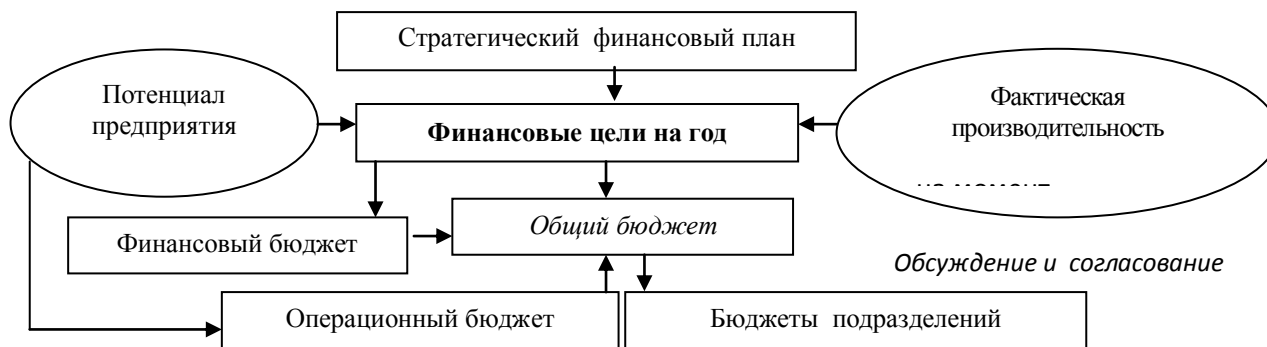 Стратегический финансовый план
Потенциал
предприятия
Финансовые цели на год
Фактическая
производительность
Финансовый бюджет
Общий бюджет
Обсуждение и согласование
Операционный бюджет
Бюджеты подразделений